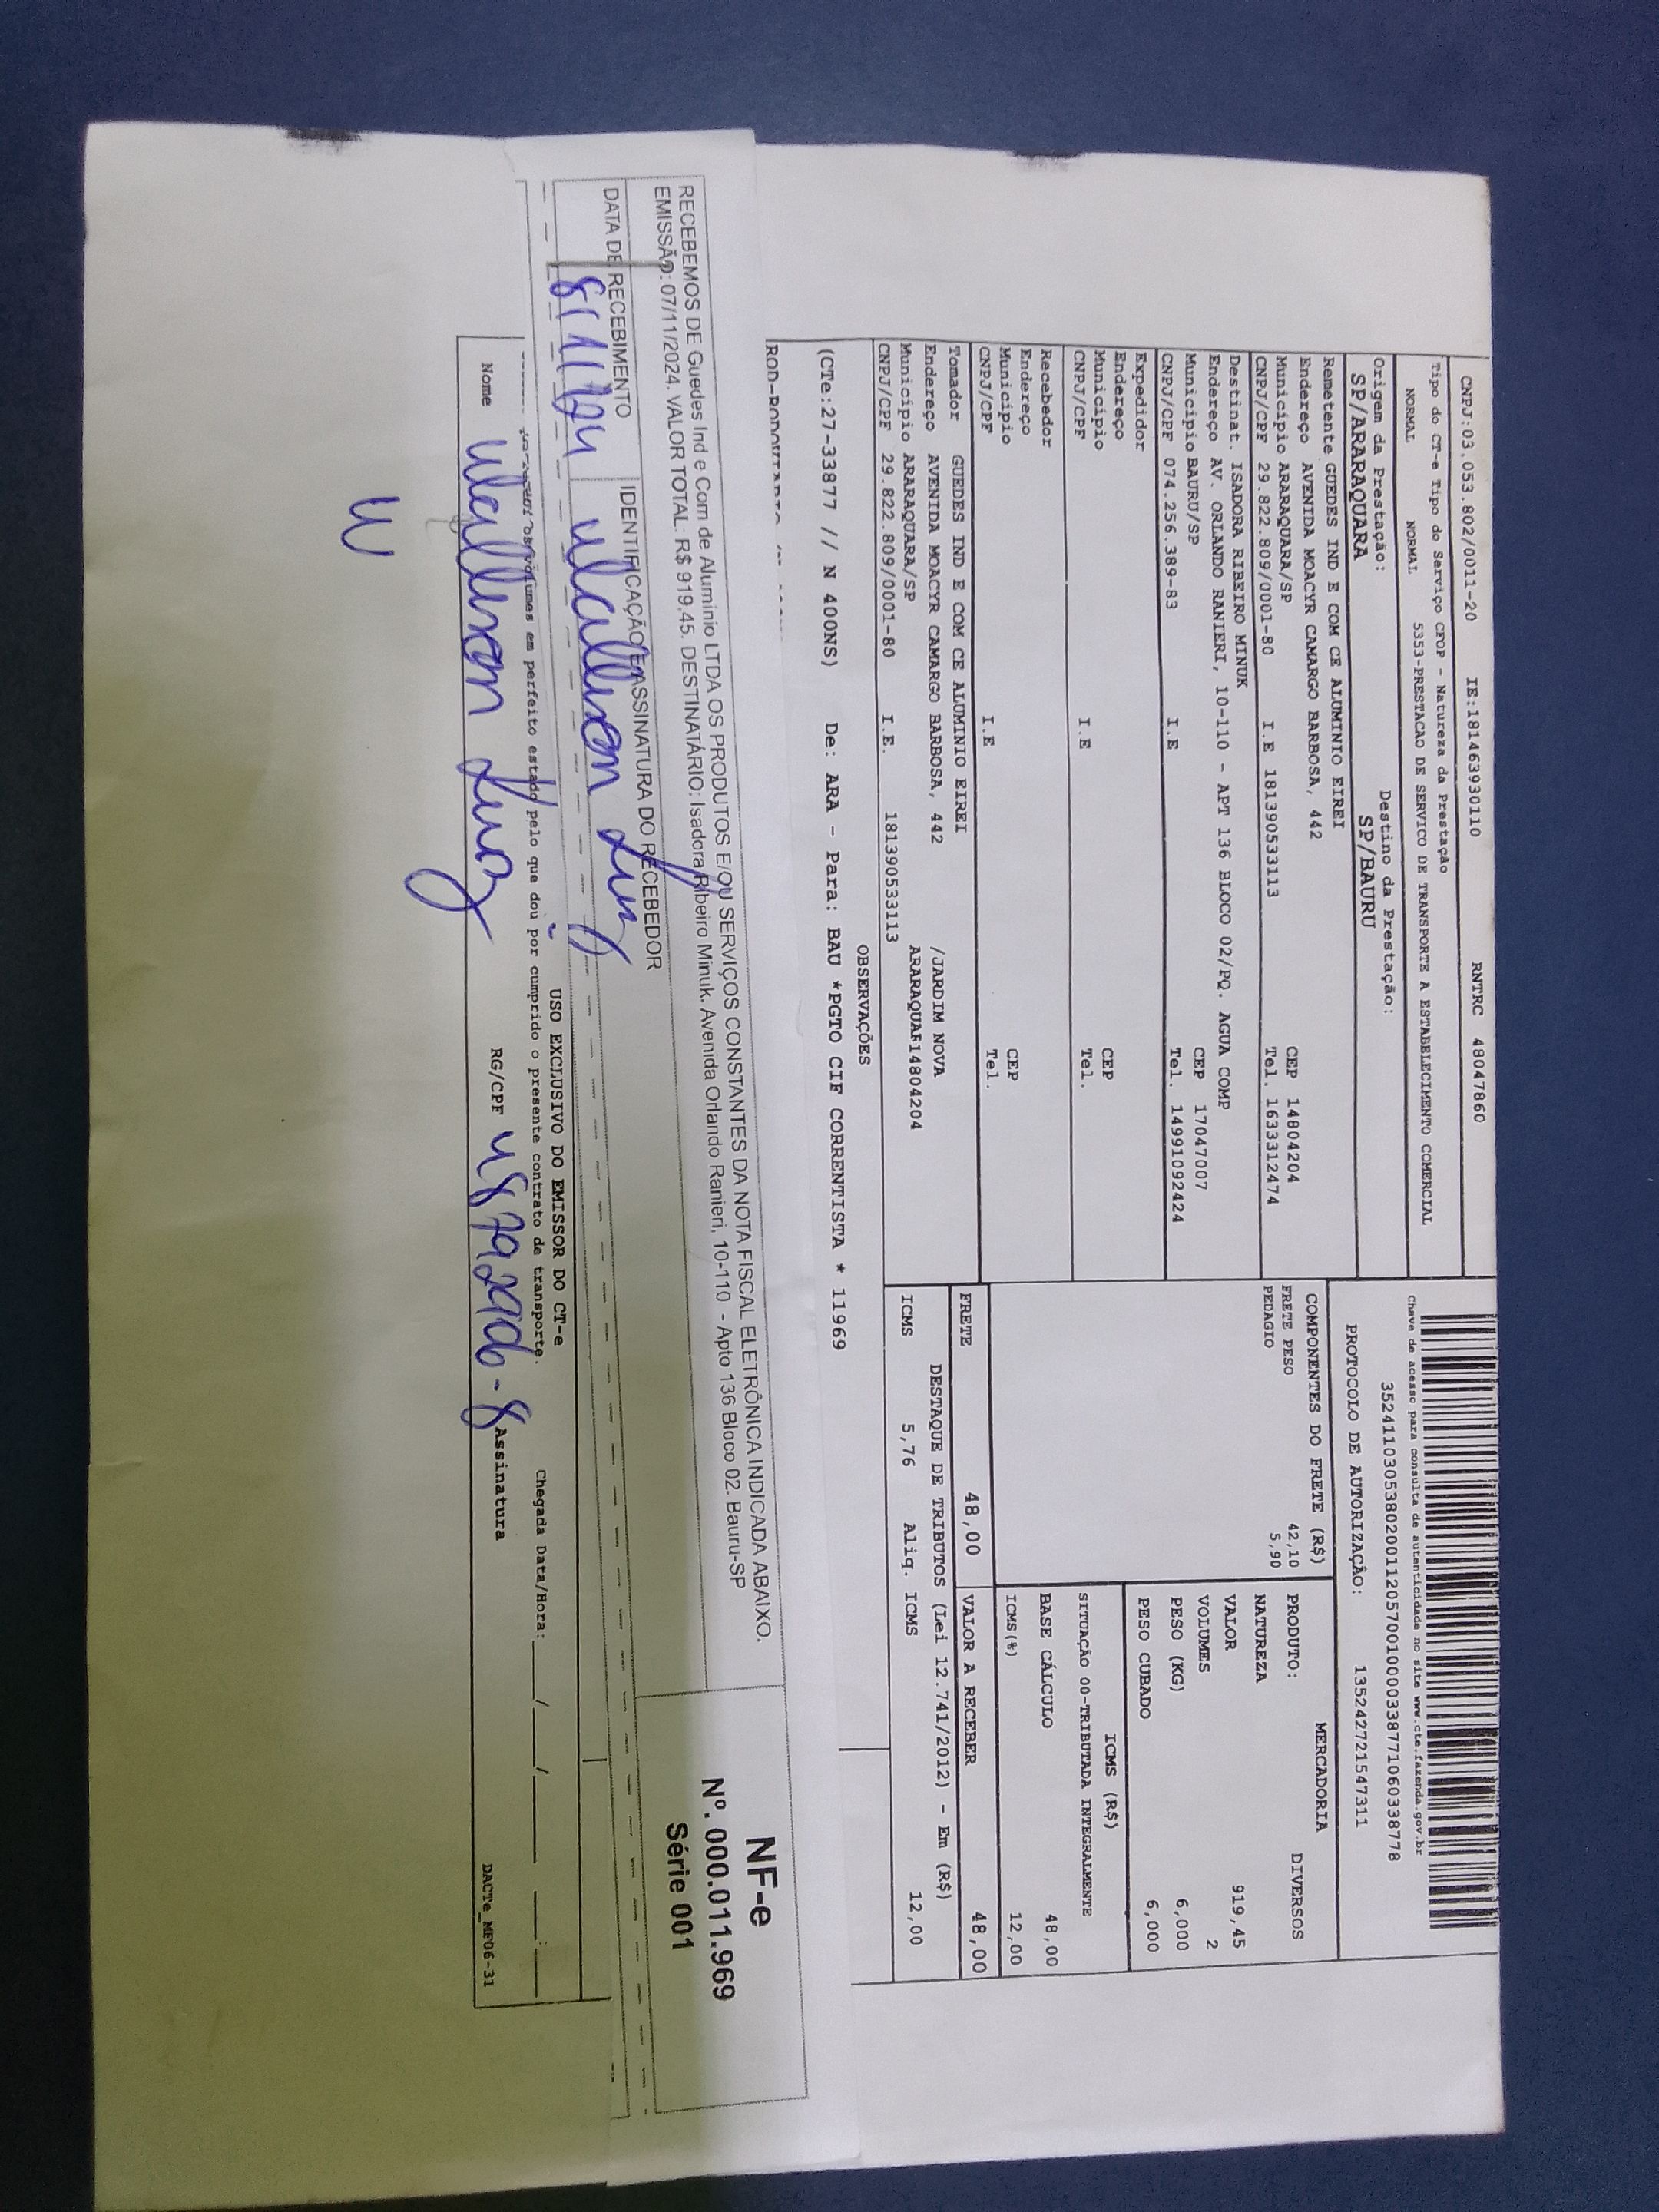 CNPJ:03.053.802/0011-20 IE:181463930110 RNTRC 48047860
Tipo do CT-e Tipo do Serviço CFOP - Natureza da Prestação
NORMAL NORMAL 5353-PRESTACAO DE SERVICO DE TRANSPORTE A ESTABELECIMENTO COMERCIAL
Origem da Prestação: Destino da Prestação:
SP/ARARAQUARA SP/BAURU
Remetente GUEDES IND E COM CE ALUMINIO EIREI
Endereço AVENIDA MOACYR CAMARGO BARBOSA, 442
Município ARARAQUARA/SP CEP 14804204
CNPJ/CPF 29.822.809/0001-80 I.E 181390533113 Tel. 1633312474
Destinat. ISADORA RIBEIRO MINUK
Endereço AV. ORLANDO RANIERI, 10-110 - APT 136 BLOCO 02/PQ. AGUA COMP
Município BAURU/SP CEP 17047007
CNPJ/CPF 074.256.389-83 I.E Tel. 14991092424
Expedidor
Endereço
Município CEP
CNPJ/CPF I.E Tel.
Recebedor
Endereço
Município CEP
CNPJ/CPF I.E Tel.
Tomador GUEDES IND E COM CE ALUMINIO EIREI
Endereço AVENIDA MOACYR CAMARGO BARBOSA, 442 /JARDIM NOVA
Município ARARAQUARA/SP 14804204
CNPJ/CPF 29.822.809/0001-80 I.E. 181390533113
Chave de acesso para consulta de autenticidade no site www.cte.fazenda.gov.br
35241103053802001120570010000338771060338778
PROTOCOLO DE AUTORIZAÇÃO: 135242721547311
COMPONENTES DO FRETE (R$)
FRETE PESO 42,10
PEDAGIO 5,90
MERCADORIA
PRODUTO: DIVERSOS
NATUREZA
VALOR 919,45
VOLUMES 2
PESO (KG) 6,000
PESO CUBADO 6,000
ICMS (R$)
SITUAÇÃO 00-TRIBUTADA INTEGRALMENTE
BASE CÁLCULO 48,00
ICMS(%) 12,00
FRETE 48,00 VALOR A RECEBER 48,00
DESTAQUE DE TRIBUTOS (Lei 12.741/2012) - Em (R$)
ICMS 5,76 Aliq. ICMS 12,00
OBSERVAÇÕES
(CTe:27-33877 // N 400NS) De: ARA - Para: BAU *PGTO CIF CORRENTISTA * 11969
RECEBEMOS DE Guedes Ind e Com de Aluminio LTDA OS PRODUTOS E/OU SERVIÇOS CONSTANTES DA NOTA FISCAL ELETRÔNICA INDICADA ABAIXO.
EMISSÃO: 07/11/2024. VALOR TOTAL: R$ 919,45. DESTINATÁRIO: Isadora Ribeiro Minuk. Avenida Orlando Ranieri, 10-110 - Apto 136 Bloco 02. Bauru-SP
DATA DE RECEBIMENTO IDENTIFICAÇÃO E ASSINATURA DO RECEBEDOR
8/11/24 Wallison Luiz
NF-e
Nº. 000.011.969
Série 001
USO EXCLUSIVO DO EMISSOR DO CT-e
volumes em perfeito estado pelo que dou por cumprido o presente contrato de transporte.
Chegada Data/Hora: ____/____/____ ____:____
Nome Wallison Luiz RG/CPF Assinatura
DACTe_MF06-31